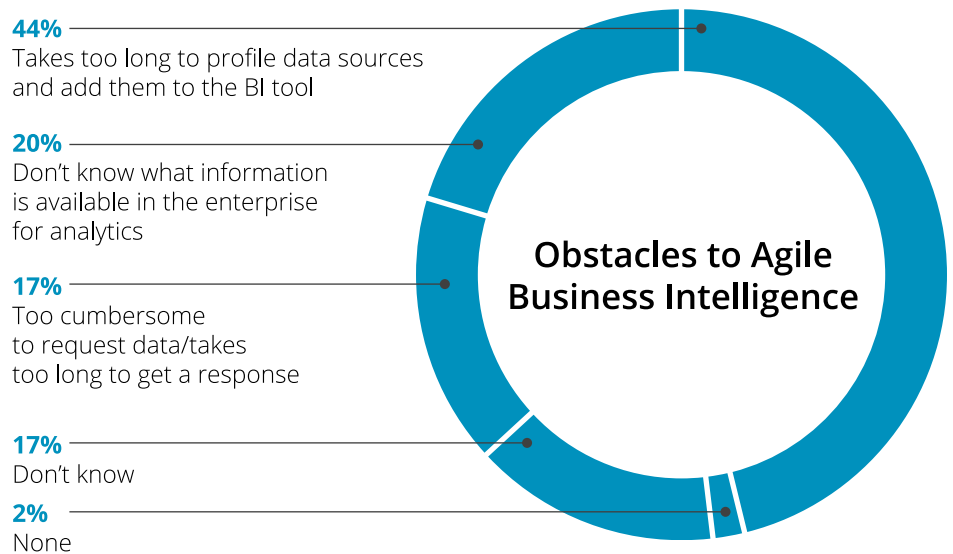 44%
Takes too long to profile data sources
and add them to the BI tool
20%
Don't know what information
is available in the enterprise
for analytics
17%
Too cumbersome
to request data/takes
too long to get a response
17%
Don't know
2%
None
Obstacles to Agile
Business Intelligence